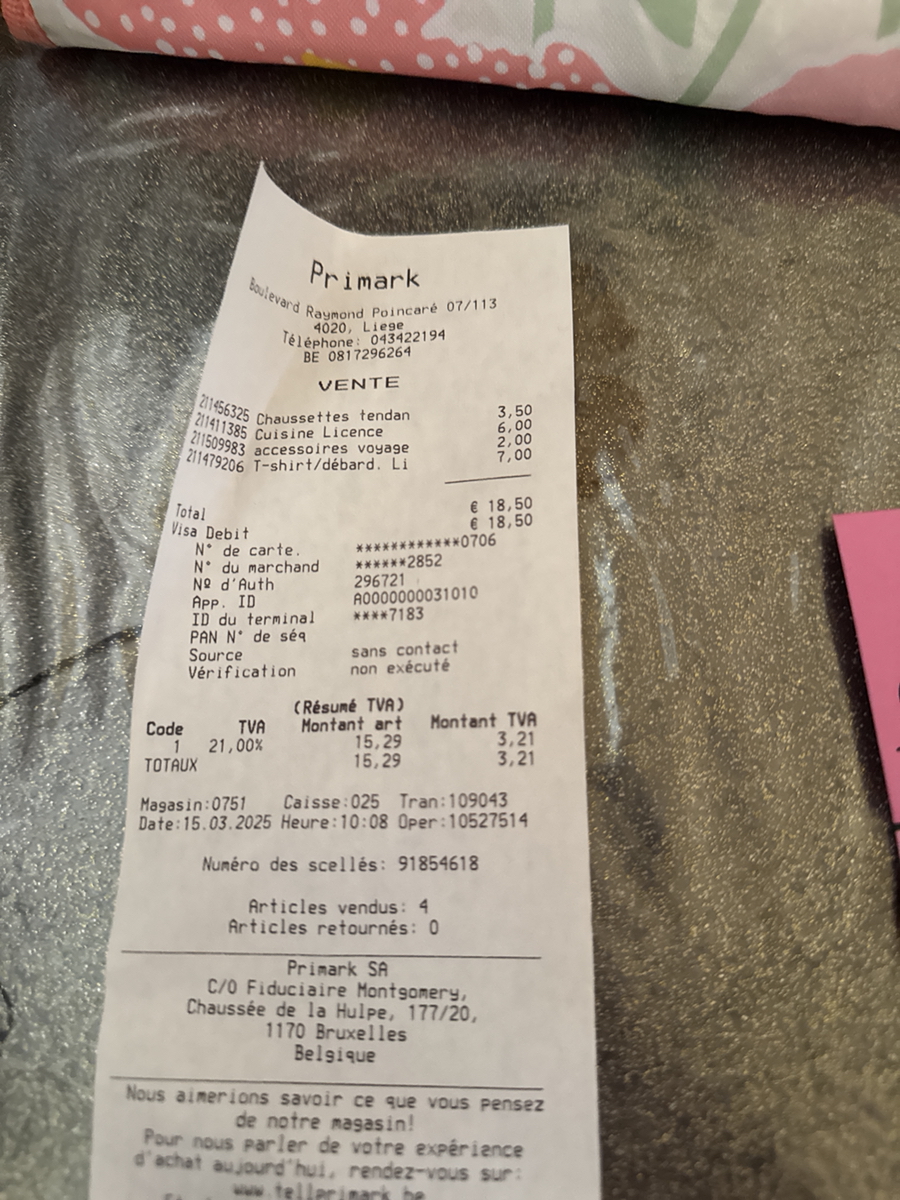 Primark
Boulevard Raymond Poincaré 07/113
4020, Liege
Téléphone: 043422194
BE 0817296264
VENTE
211456325 Chaussettes tendan 3,50
211411385 Cuisine Licence 6,00
211509983 accessoires voyage 2,00
211479206 T-shirt/débard. Li 7,00
Total € 18,50
Visa Debit € 18,50
N° de carte. ************0706
N° du marchand ******2852
Nº d'Auth 296721
App. ID A0000000031010
ID du terminal ****7183
PAN N° de séq
Source sans contact
Vérification non exécuté
(Résumé TVA)
Code TVA Montant art Montant TVA
1 21,00% 15,29 3,21
TOTAUX 15,29 3,21
Magasin:0751 Caisse:025 Tran:109043
Date:15.03.2025 Heure:10:08 Oper:10527514
Numéro des scellés: 91854618
Articles vendus: 4
Articles retournés: 0
Primark SA
C/O Fiduciaire Montgomery,
Chaussée de la Hulpe, 177/20,
1170 Bruxelles
Belgique
Nous aimerions savoir ce que vous pensez
de notre magasin!
Pour nous parler de votre expérience
d'achat aujourd'hui, rendez-vous sur:
www.tellprimark.be